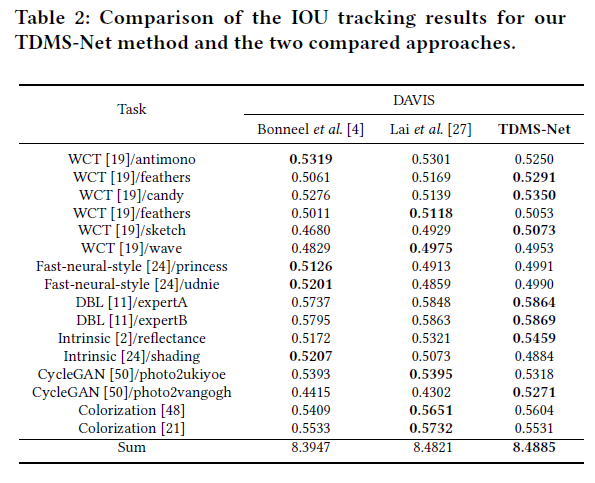 Table 2: Comparison of the IOU tracking results for our
TDMS-Net method and the two compared approaches.
Task DAVIS
Bonneel et al. [4] Lai et al. [27] TDMS-Net
WCT [19]/antimono 0.5319 0.5301 0.5250
WCT [19]/feathers 0.5061 0.5169 0.5291
WCT [19]/candy 0.5276 0.5139 0.5350
WCT [19]/feathers 0.5011 0.5118 0.5053
WCT [19]/sketch 0.4680 0.4929 0.5073
WCT [19]/wave 0.4829 0.4975 0.4953
Fast-neural-style [24]/princess 0.5126 0.4913 0.4991
Fast-neural-style [24]/udnie 0.5201 0.4859 0.4990
DBL [11]/expertA 0.5737 0.5848 0.5864
DBL [11]/expertB 0.5795 0.5863 0.5869
Intrinsic [2]/reflectance 0.5172 0.5321 0.5459
Intrinsic [24]/shading 0.5207 0.5073 0.4884
CycleGAN [50]/photo2ukiyoe 0.5393 0.5395 0.5318
CycleGAN [50]/photo2vangogh 0.4415 0.4302 0.5271
Colorization [48] 0.5409 0.5651 0.5604
Colorization [21] 0.5533 0.5732 0.5531
Sum 8.3947 8.4821 8.4885